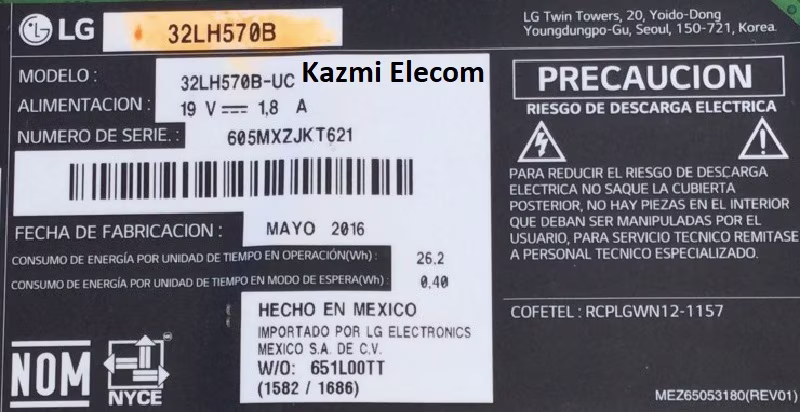 LG 32LH570B
LG Twin Towers, 20, Yoido-Dong
Youngdungpo-Gu, Seoul, 150-721, Korea
MODELO : 32LH570B-UC
Kazmi Elecom
ALIMENTACION : 19 V 1,8 A
NUMERO DE SERIE. : 605MXZJKT621
FECHA DE FABRICACION : MAYO 2016
CONSUMO DE ENERGÍA POR UNIDAD DE TIEMPO EN OPERACIÓN(Wh) : 26.2
CONSUMO DE ENERGÍA POR UNIDAD DE TIEMPO EN MODO DE ESPERA(Wh) : 0,40
HECHO EN MEXICO
IMPORTADO POR LG ELECTRONICS
MEXICO S.A. DE C.V.
W/O: 651L00TT
(1582 / 1686)
NOM
NYCE
PRECAUCION
RIESGO DE DESCARGA ELECTRICA
PARA REDUCIR EL RIESGO DE DESCARGA
ELECTRICA NO SAQUE LA CUBIERTA
POSTERIOR, NO HAY PIEZAS EN EL INTERIOR
QUE DEBAN SER MANIPULADAS POR EL
USUARIO, PARA SERVICIO TECNICO REMITASE
A PERSONAL TECNICO ESPECIALIZADO.
COFETEL : RCPLGWN12-1157
MEZ65053180(REV01)